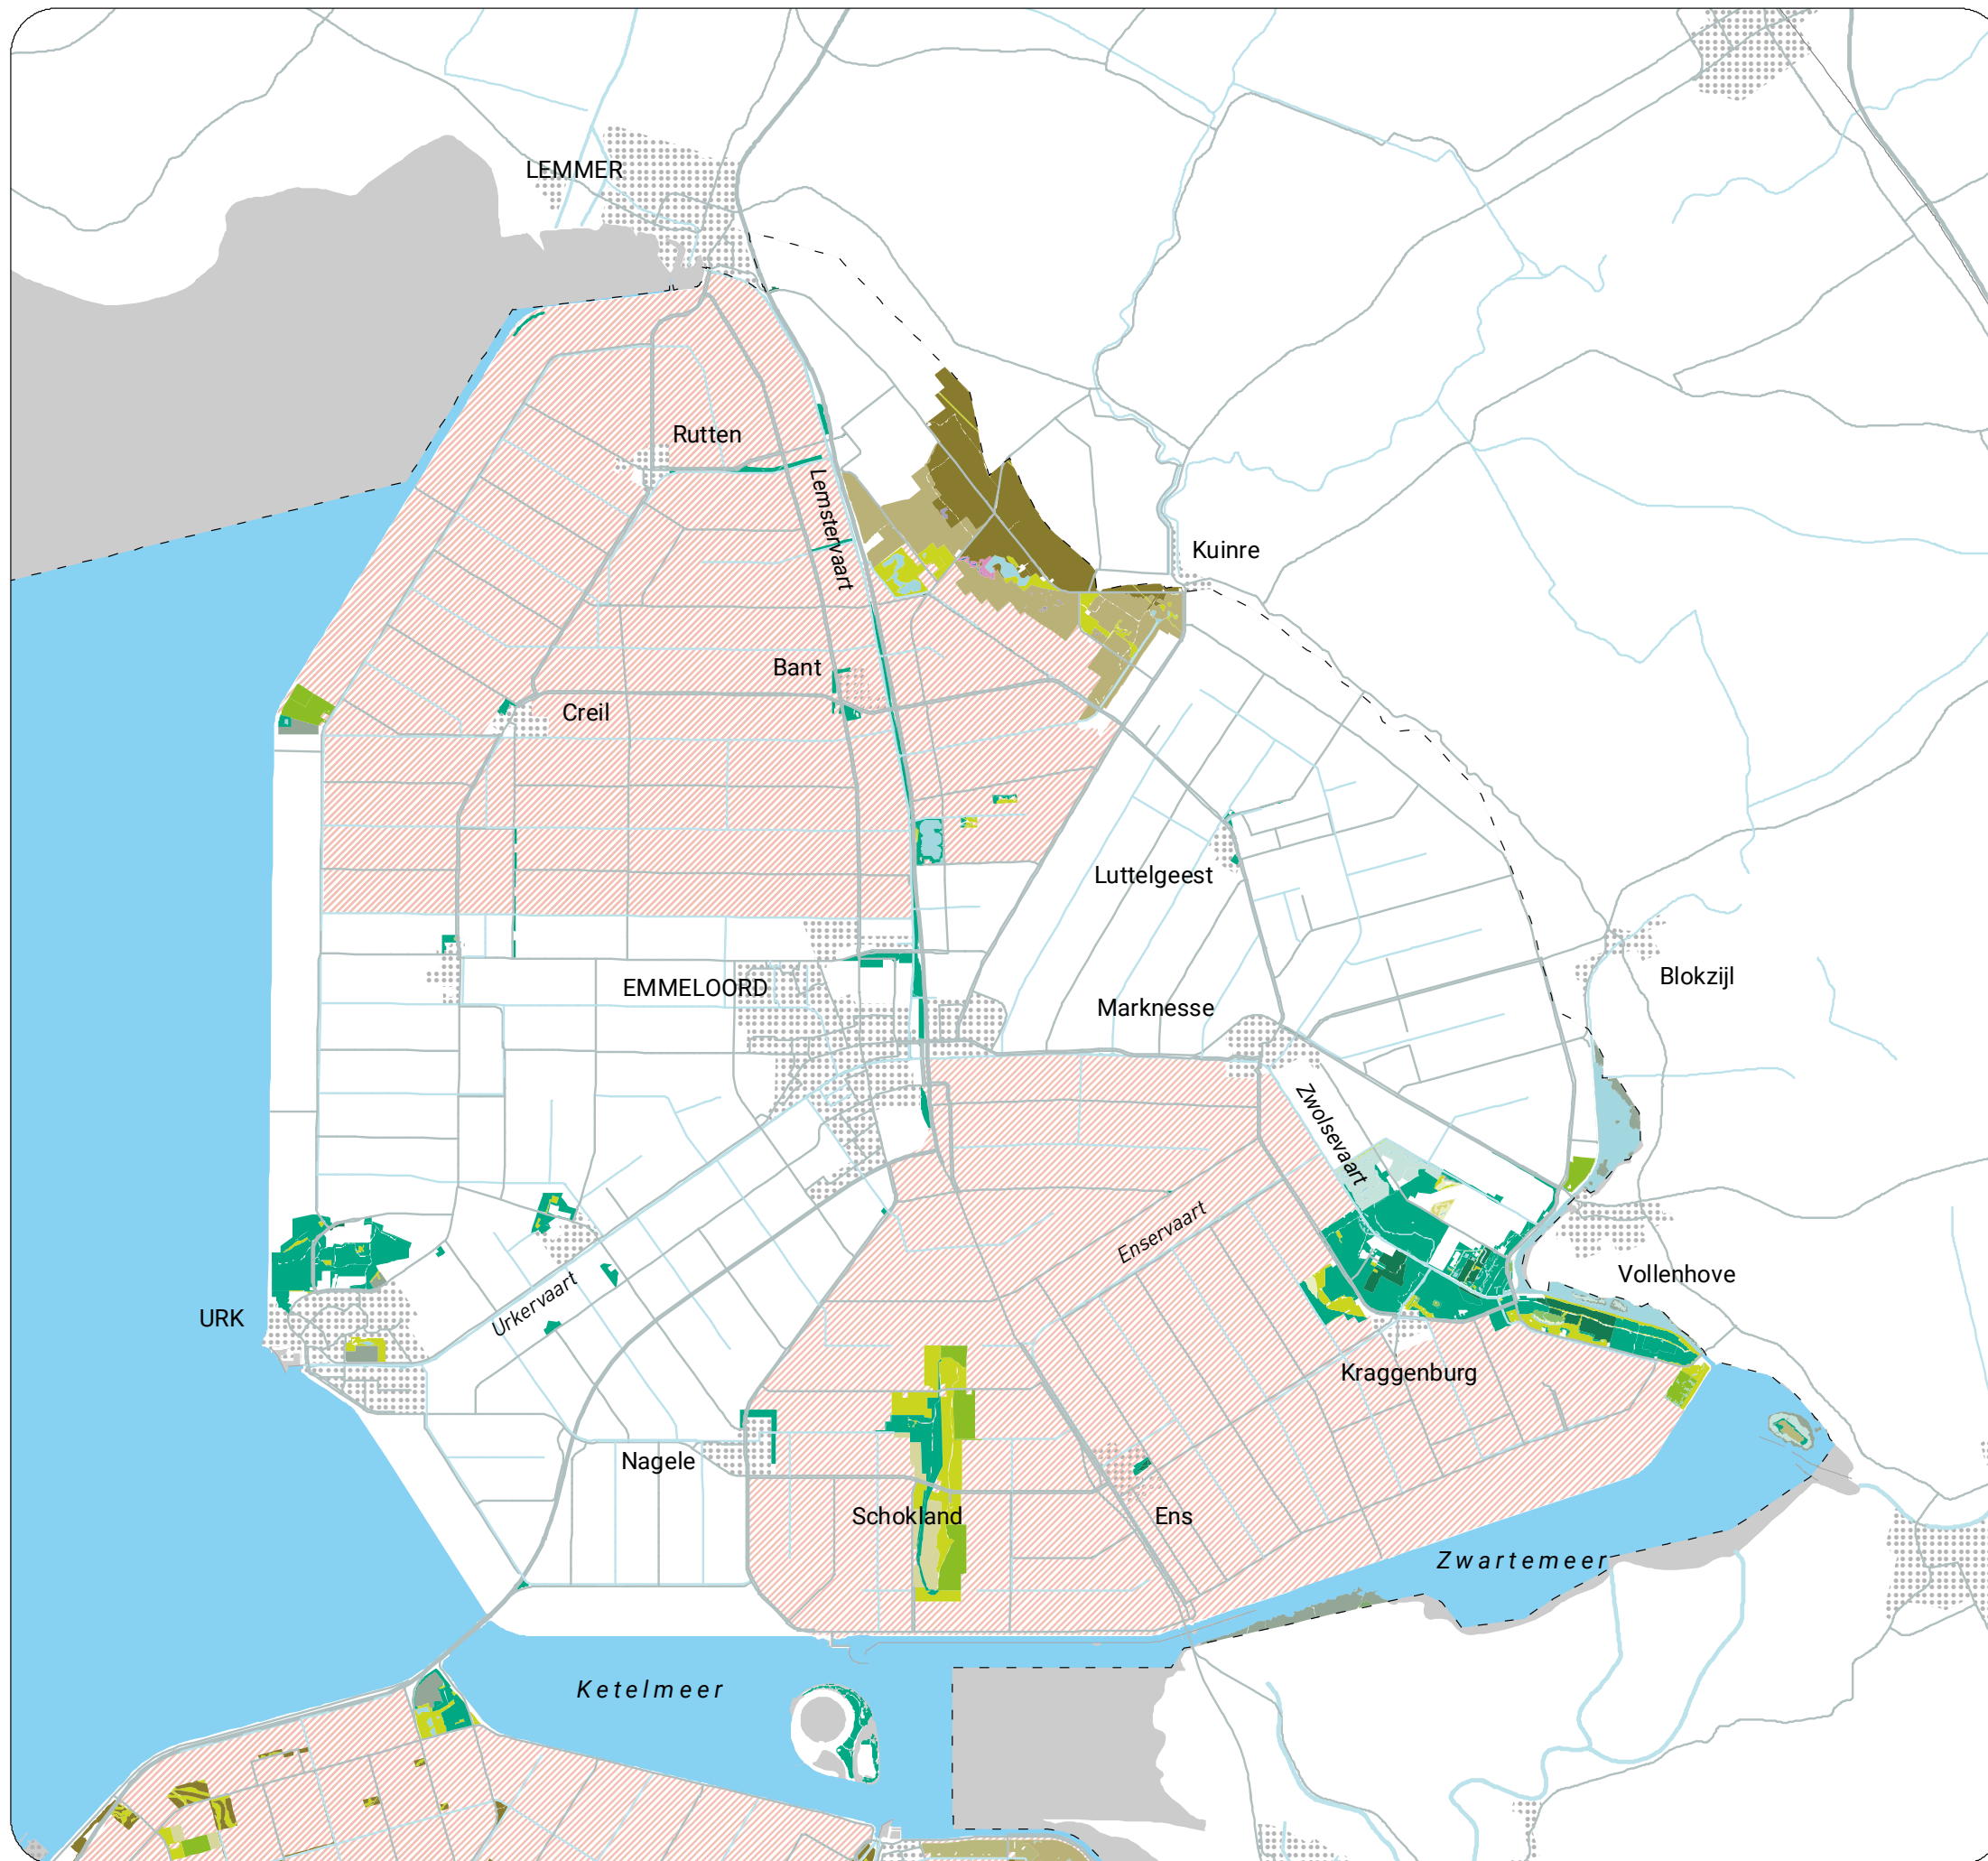 LEMMER
Rutten
Lemstervaart
Kuinre
Bant
Creil
Luttelgeest
EMMELOORD
Blokzijl
Marknesse
Zwolsevaart
Enservaart
Vollenhove
Urkervaart
URK
Kraggenburg
Nagele
Schokland
Ens
Zwartemeer
Ketelmeer